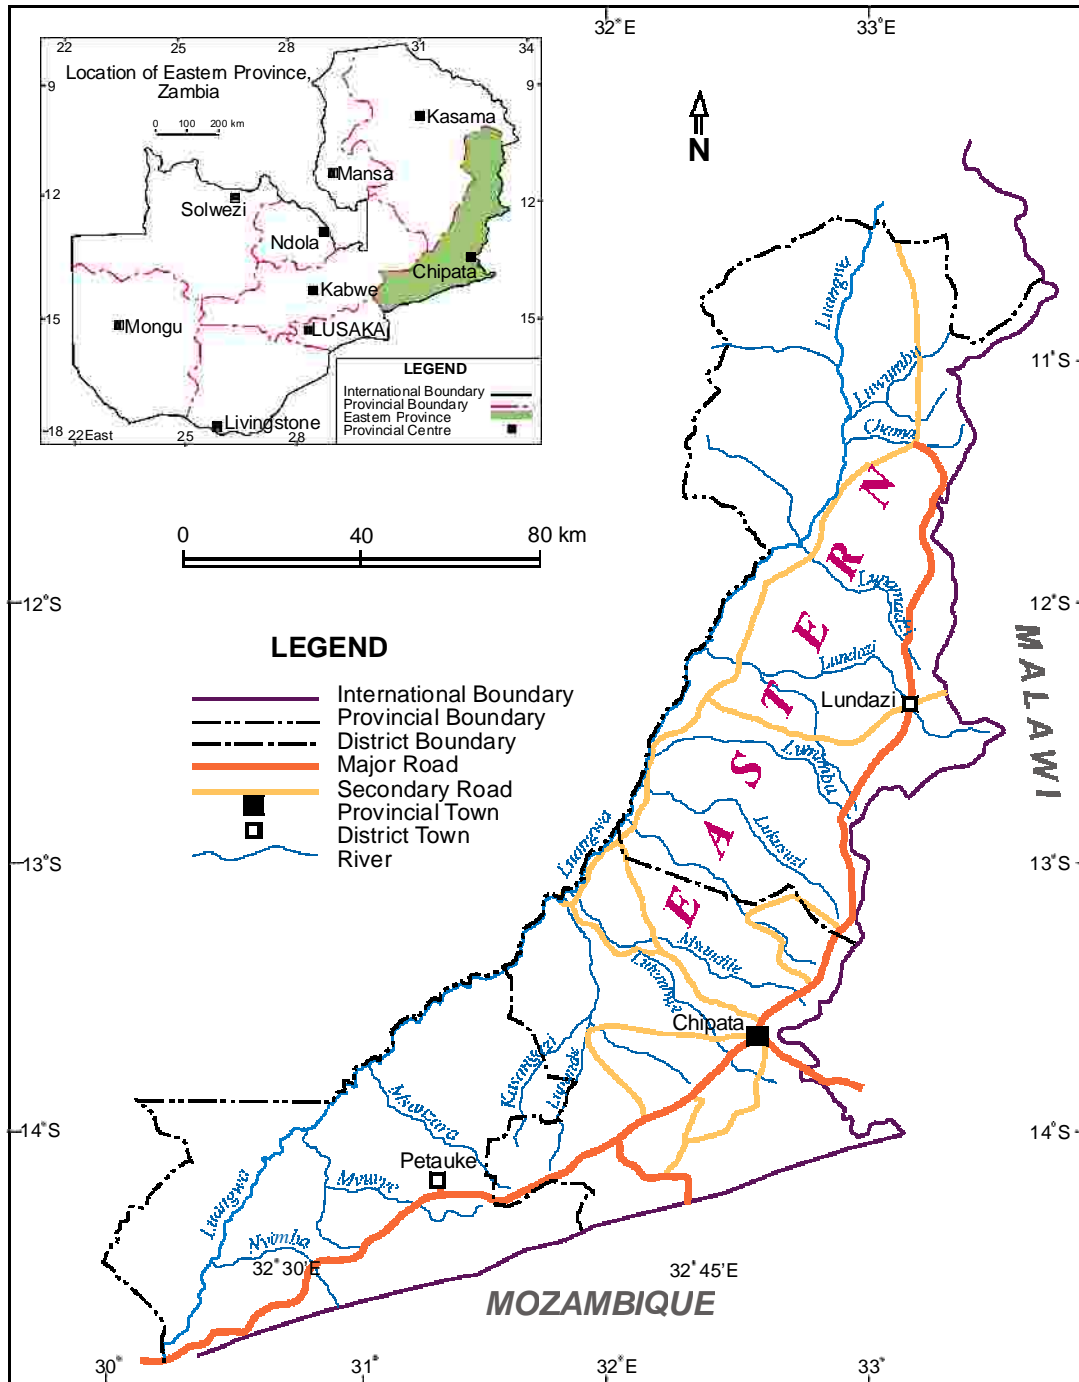 32°E
33°E
22
25
28
31
34
Location of Eastern Province,
Zambia
0 100 200 km
9
9
12
12
15
15
18
22East
25
28
Kasama
Mansa
Solwezi
Ndola
Chipata
Kabwe
Mongu
LUSAKA
Livingstone
LEGEND
International Boundary
Provincial Boundary
Eastern Province
Provincial Centre
N
11°S
12°S
12°S
13°S
13°S
14°S
14°S
0 40 80 km
LEGEND
International Boundary
Provincial Boundary
District Boundary
Major Road
Secondary Road
Provincial Town
District Town
River
EASTERN
MALAWI
MOZAMBIQUE
Luangwa
Luwumbu
Chama
Lundazi
Lundazi
Lukusuzi
Luangwa
Chipata
Petauke
Luangwa
Nyimba
32°30'E
32°45'E
30°
31°
32°E
33°